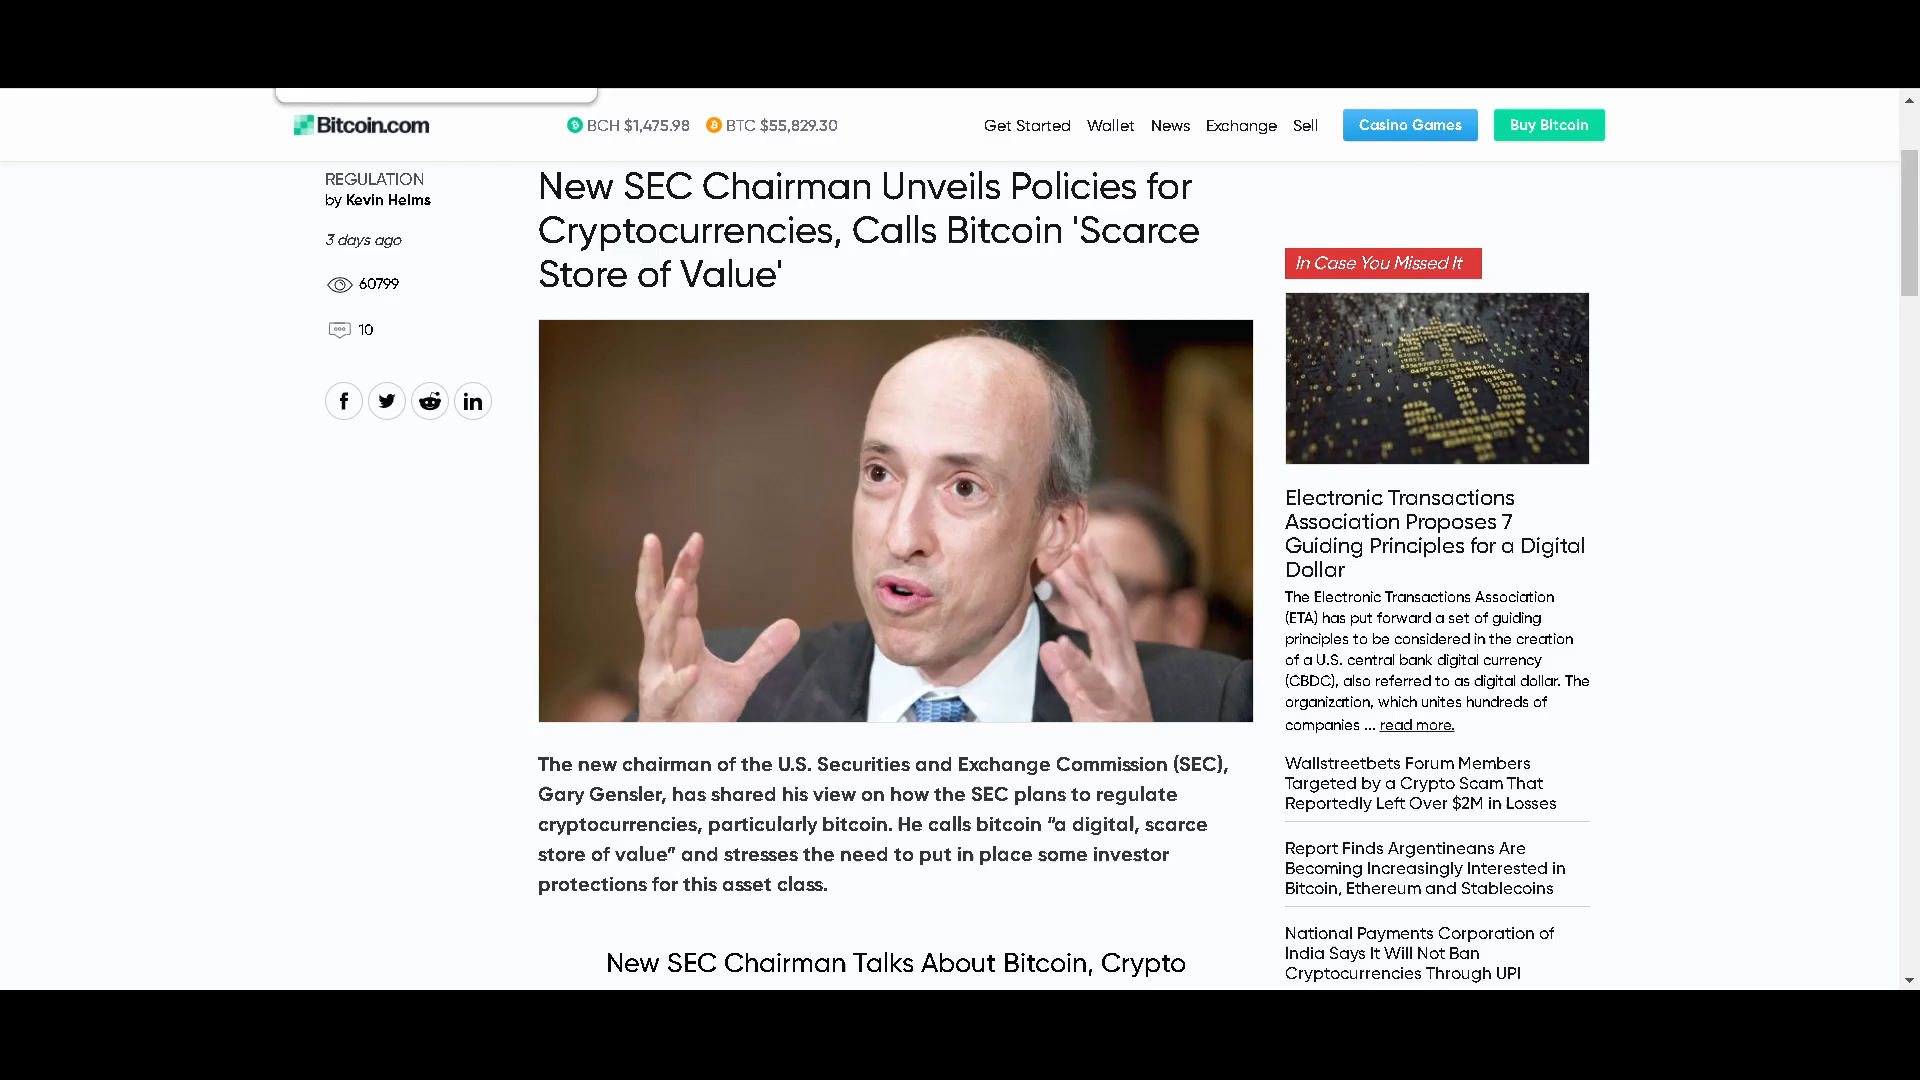 Bitcoin.com
BCH $1,475.98 BTC $55,829.30
Get Started Wallet News Exchange Sell Casino Games Buy Bitcoin
REGULATION
by Kevin Helms
3 days ago
60799
10
New SEC Chairman Unveils Policies for
Cryptocurrencies, Calls Bitcoin 'Scarce
Store of Value'
The new chairman of the U.S. Securities and Exchange Commission (SEC),
Gary Gensler, has shared his view on how the SEC plans to regulate
cryptocurrencies, particularly bitcoin. He calls bitcoin “a digital, scarce
store of value” and stresses the need to put in place some investor
protections for this asset class.
New SEC Chairman Talks About Bitcoin, Crypto
In Case You Missed It
Electronic Transactions
Association Proposes 7
Guiding Principles for a Digital
Dollar
The Electronic Transactions Association
(ETA) has put forward a set of guiding
principles to be considered in the creation
of a U.S. central bank digital currency
(CBDC), also referred to as digital dollar. The
organization, which unites hundreds of
companies ... read more.
Wallstreetbets Forum Members
Targeted by a Crypto Scam That
Reportedly Left Over $2M in Losses
Report Finds Argentineans Are
Becoming Increasingly Interested in
Bitcoin, Ethereum and Stablecoins
National Payments Corporation of
India Says It Will Not Ban
Cryptocurrencies Through UPI